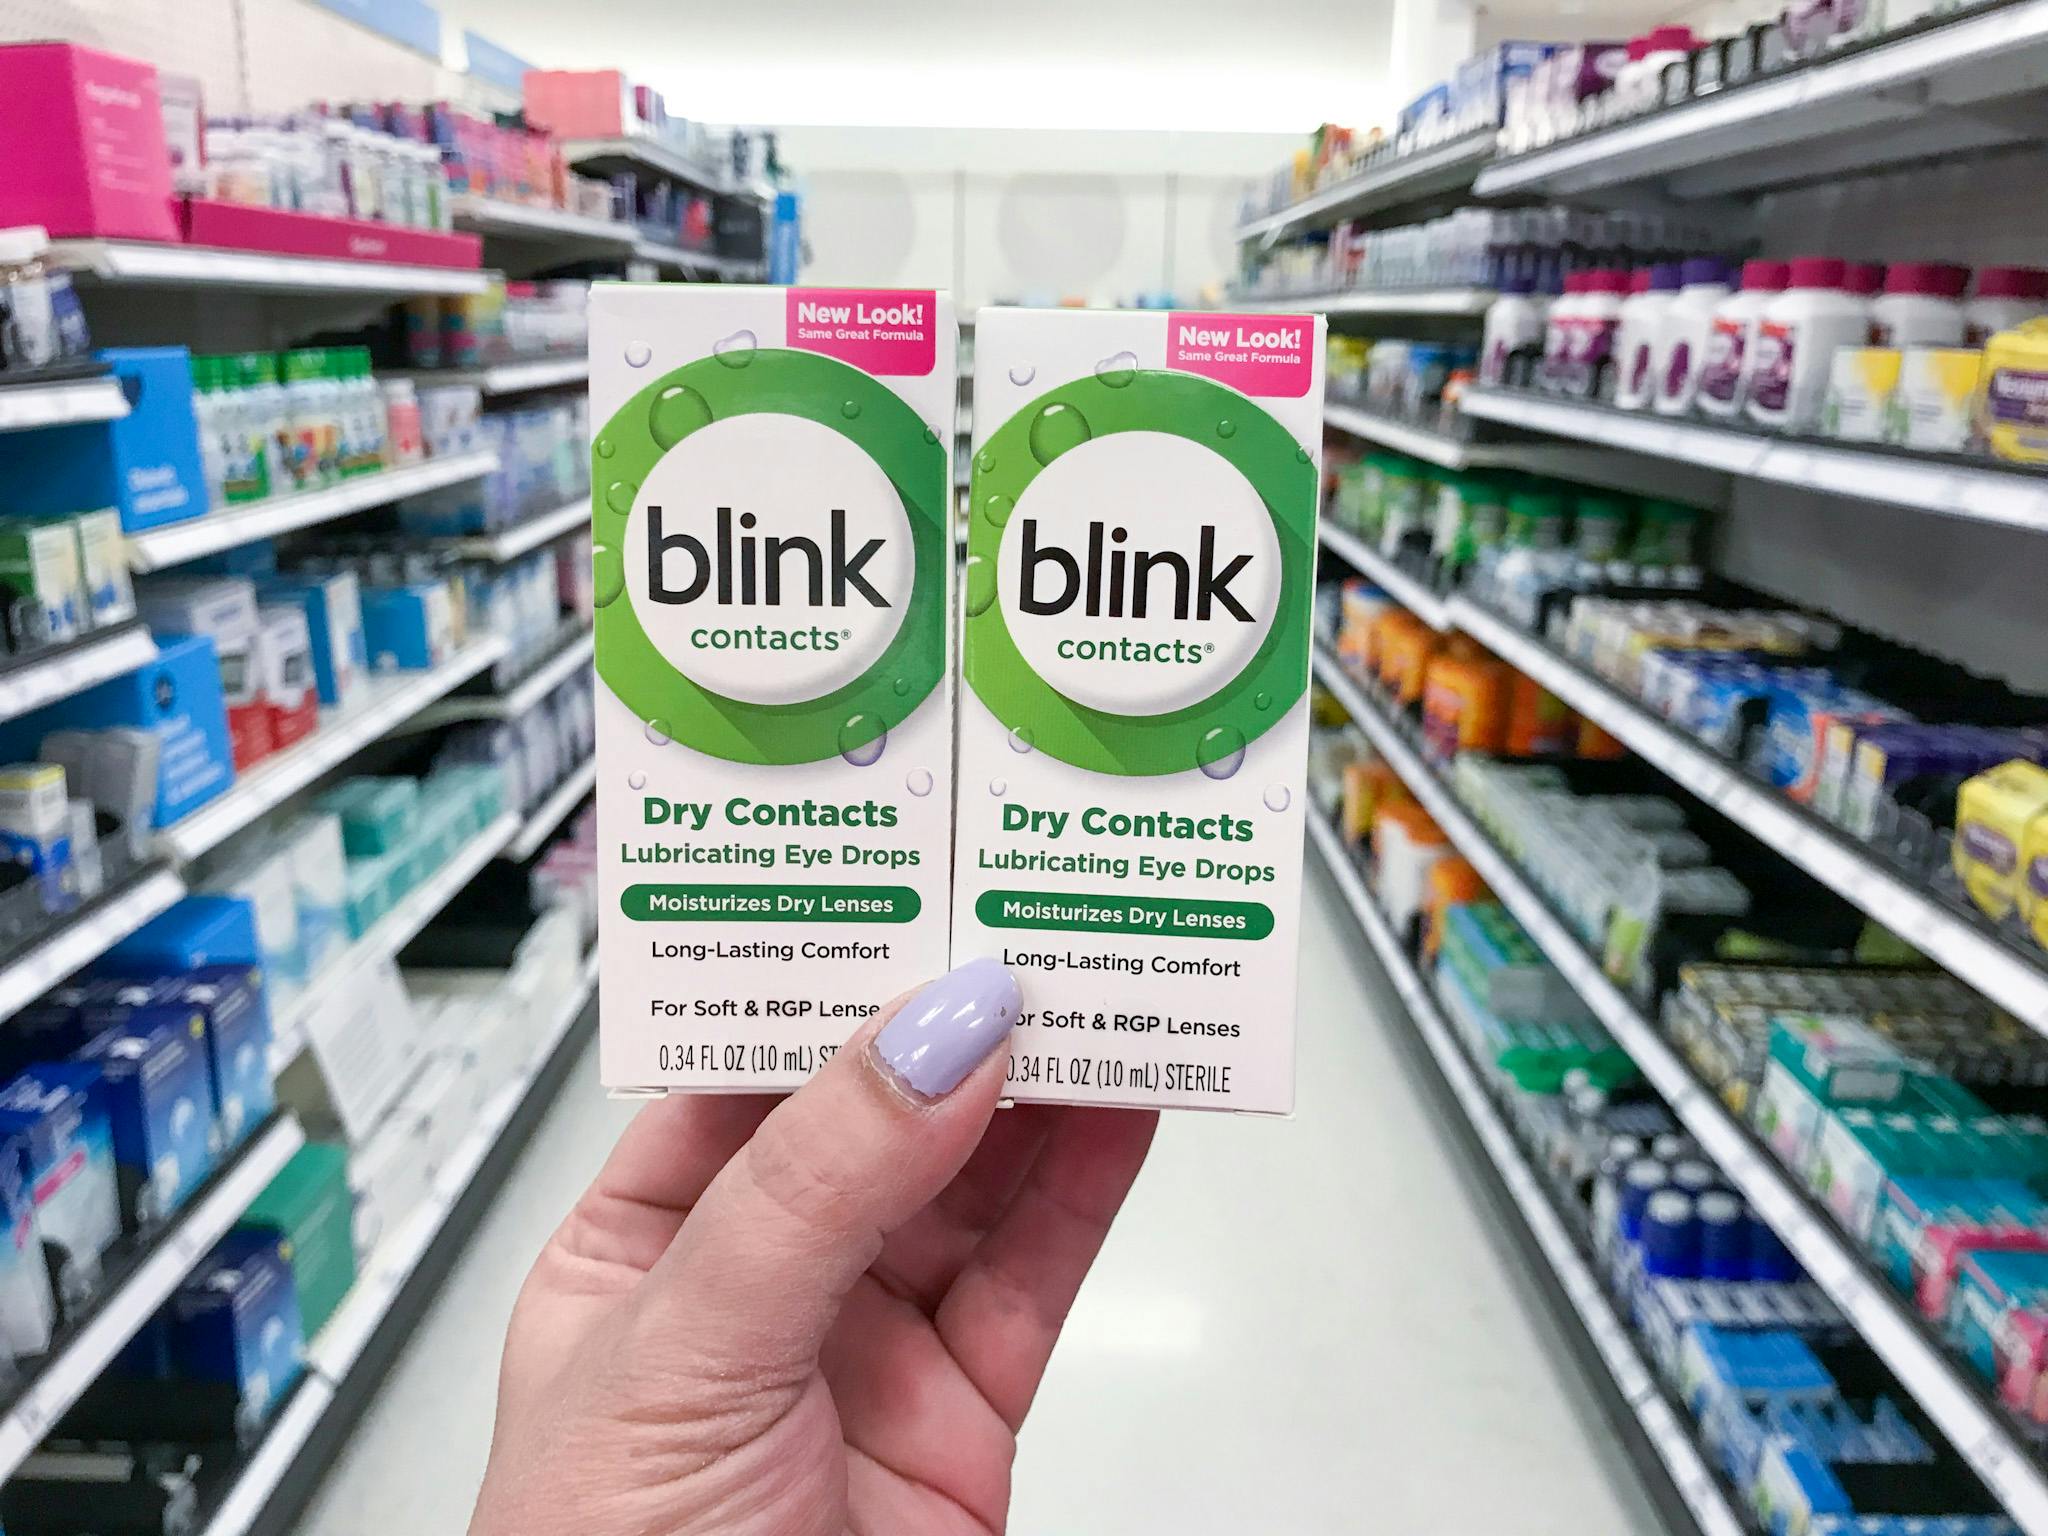 New Look!
Same Great Formula
blink
contacts®
Dry Contacts
Lubricating Eye Drops
Moisturizes Dry Lenses
Long-Lasting Comfort
For Soft & RGP Lense
0.34 FL OZ (10 mL) ST
New Look!
Same Great Formula
blink
contacts®
Dry Contacts
Lubricating Eye Drops
Moisturizes Dry Lenses
Long-Lasting Comfort
or Soft & RGP Lenses
0.34 FL OZ (10 mL) STERILE